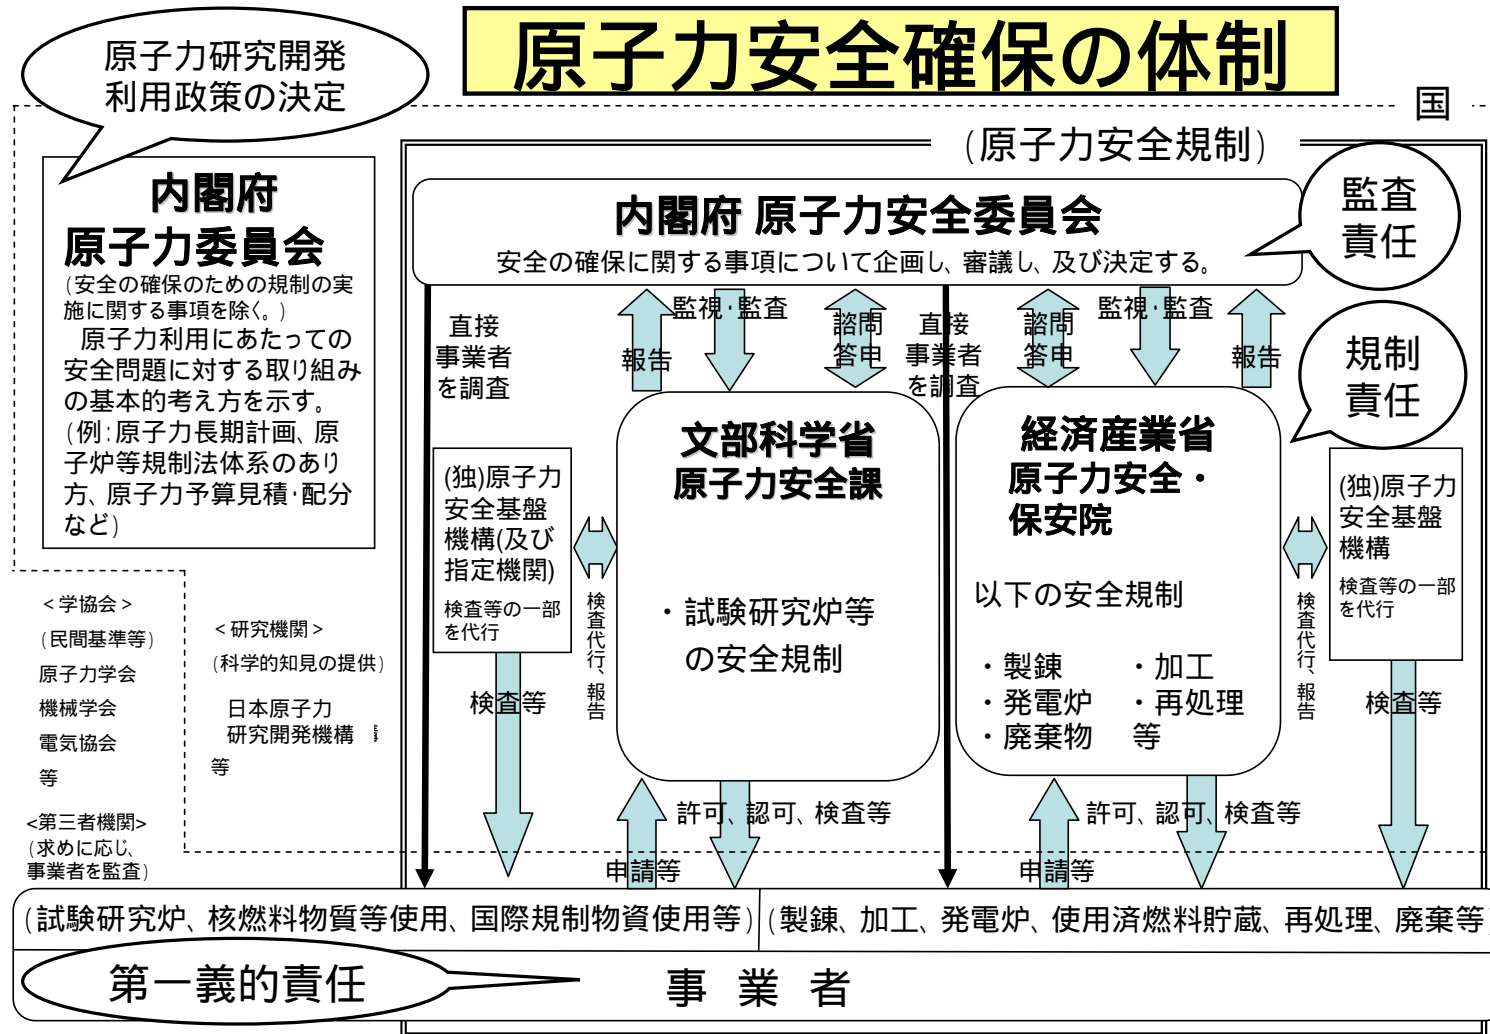 原子力研究開発
利用政策の決定
原子力安全確保の体制
国
(原子力安全規制)
内閣府
原子力委員会
(安全の確保のための規制の実
施に関する事項を除く。)
原子力利用にあたっての
安全問題に対する取り組み
の基本的考え方を示す。
(例:原子力長期計画、原
子炉等規制法体系のあり
方、原子力予算見積・配分
など)
内閣府 原子力安全委員会
安全の確保に関する事項について企画し、審議し、及び決定する。
監査
責任
規制
責任
直接
事業者
を調査
報告
監視・監査
諮問
答申
直接
事業者
を調査
諮問
答申
監視・監査
報告
(独)原子力
安全基盤
機構(及び
指定機関)
検査等の一部
を代行
検査代行、報告
文部科学省
原子力安全課
・試験研究炉等
の安全規制
経済産業省
原子力安全・
保安院
以下の安全規制
・製錬 ・加工
・発電炉 ・再処理
・廃棄物 等
検査代行、報告
(独)原子力
安全基盤
機構
検査等の一部
を代行
検査等
検査等
<学協会>
(民間基準等)
原子力学会
機械学会
電気協会
等
<研究機関>
(科学的知見の提供)
日本原子力
研究開発機構
等
<第三者機関>
(求めに応じ、
事業者を監査)
許可、認可、検査等
申請等
許可、認可、検査等
申請等
(試験研究炉、核燃料物質等使用、国際規制物資使用等)
(製錬、加工、発電炉、使用済燃料貯蔵、再処理、廃棄等)
第一義的責任
事 業 者